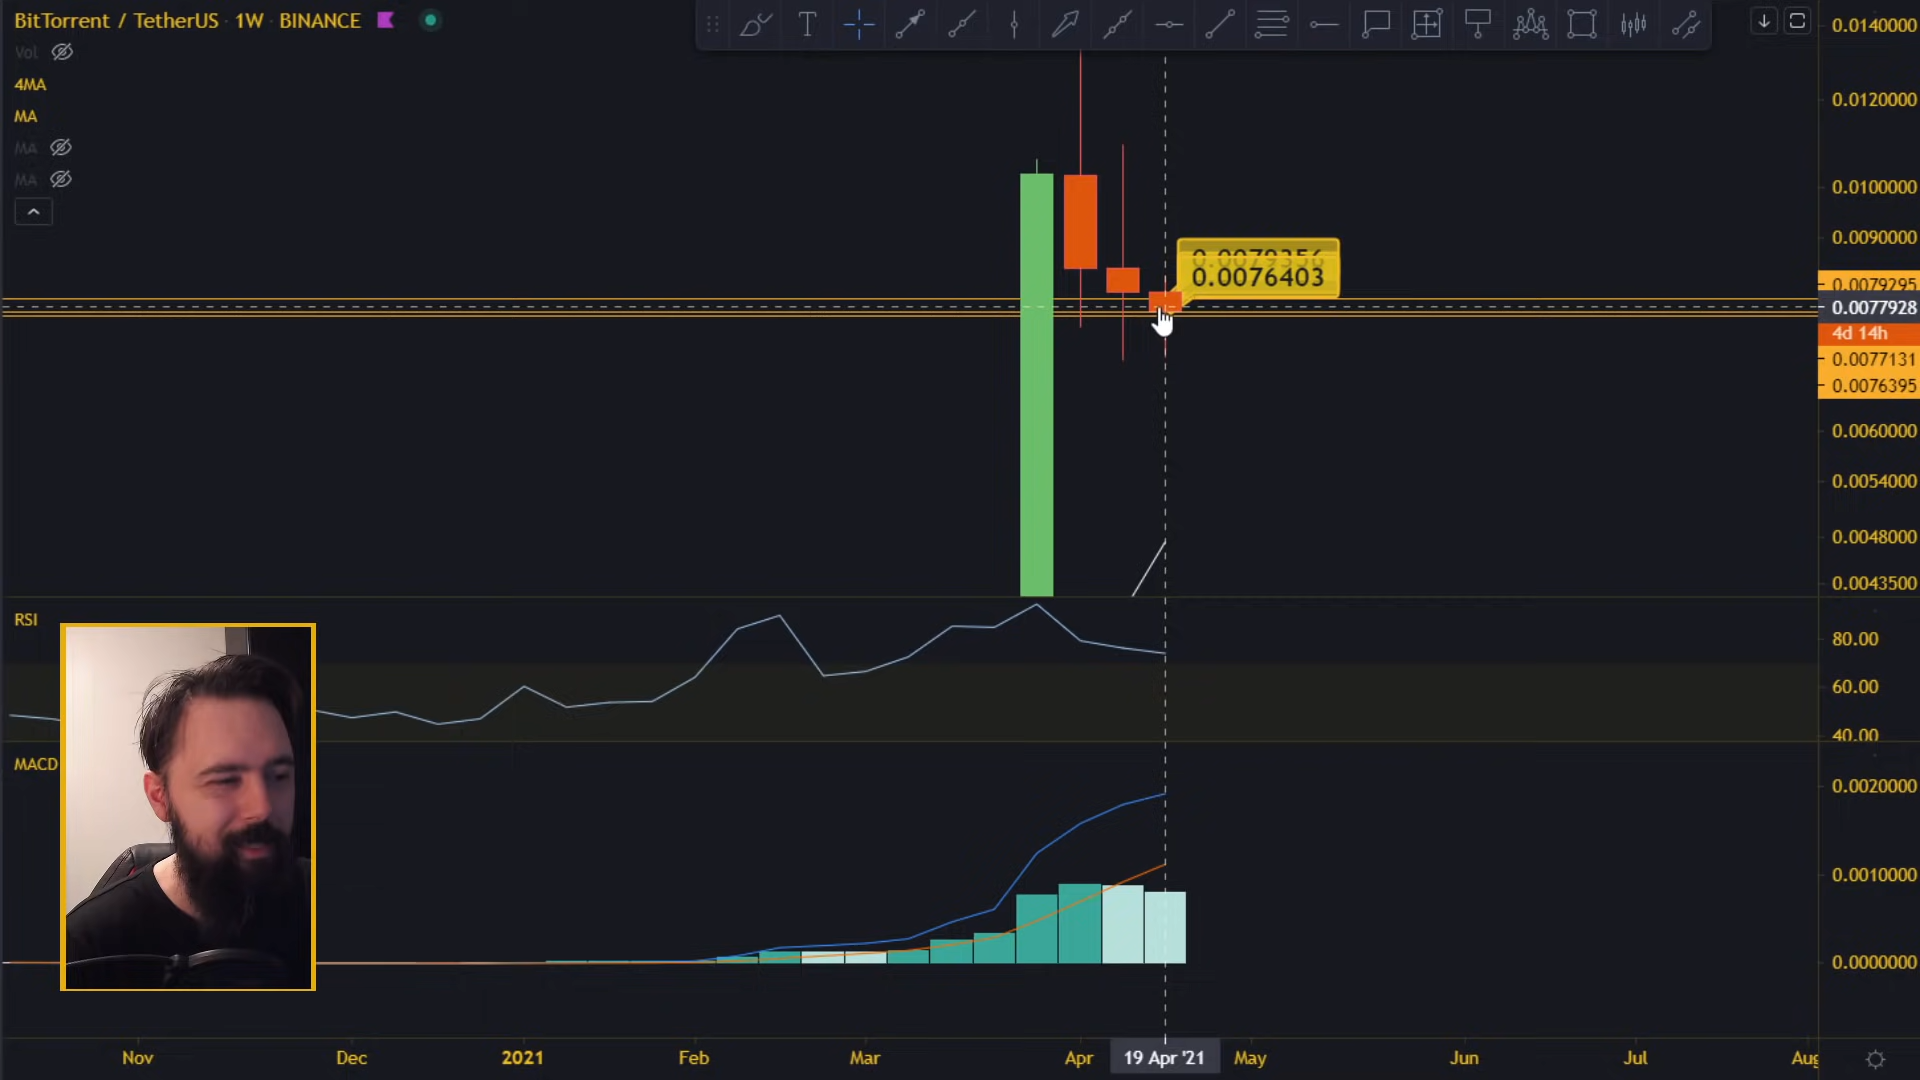 BitTorrent / TetherUS · 1W · BINANCE
Vol
4MA
MA
MA
MA
T
0.0140000
0.0120000
0.0100000
0.0090000
0.0079356
0.0076403
0.0079295
0.0077928
4d 14h
0.0077131
0.0076395
0.0060000
0.0054000
0.0048000
0.0043500
RSI
80.00
60.00
40.00
MACD
0.0020000
0.0010000
0.0000000
Nov Dec 2021 Feb Mar Apr 19 Apr '21 May Jun Jul Aug